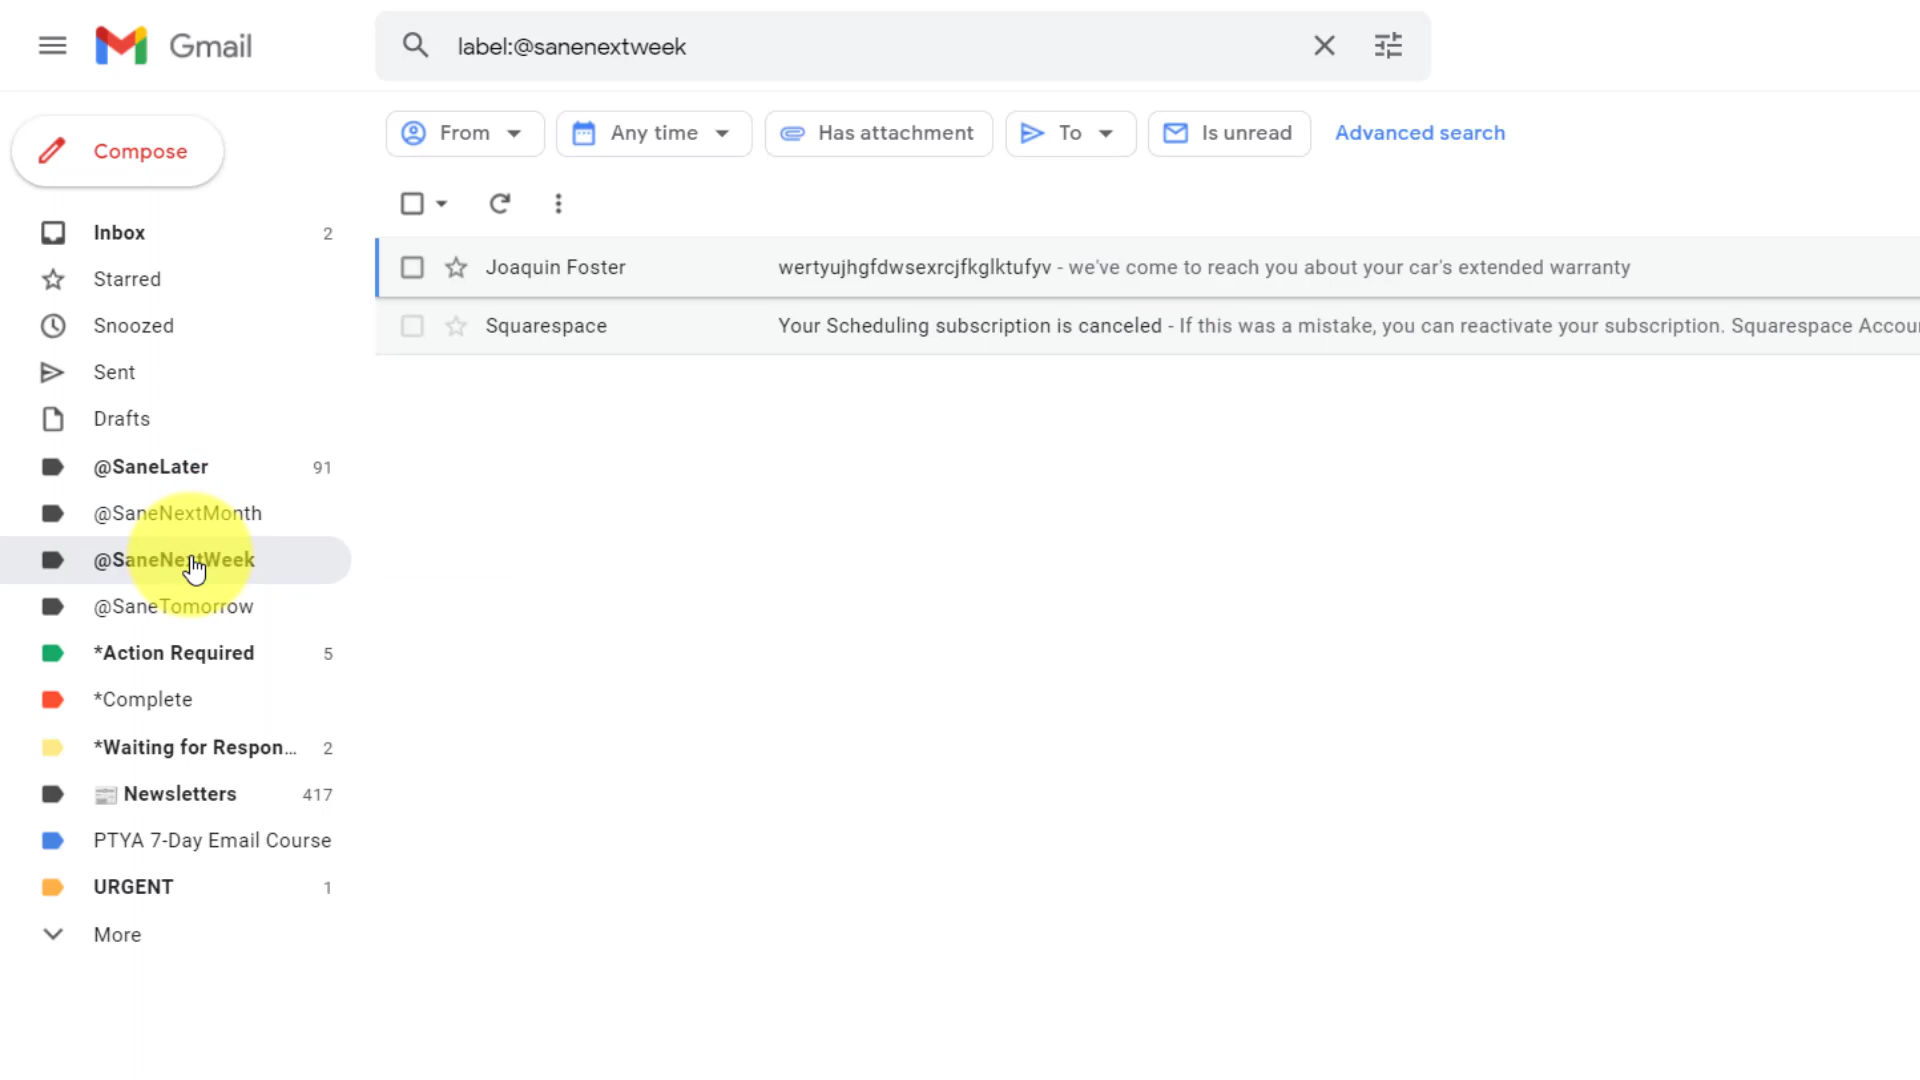 Gmail
label:@sanenextweek
From
Any time
Has attachment
To
Is unread
Advanced search
Compose
Inbox 2
Starred
Snoozed
Sent
Drafts
@SaneLater 91
@SaneNextMonth
@SaneNextWeek
@SaneTomorrow
*Action Required 5
*Complete
*Waiting for Respon... 2
Newsletters 417
PTYA 7-Day Email Course
URGENT 1
More
Joaquin Foster wertyujhgfdwsexrcjfkglktufyv - we've come to reach you about your car's extended warranty
Squarespace Your Scheduling subscription is canceled - If this was a mistake, you can reactivate your subscription. Squarespace Accou